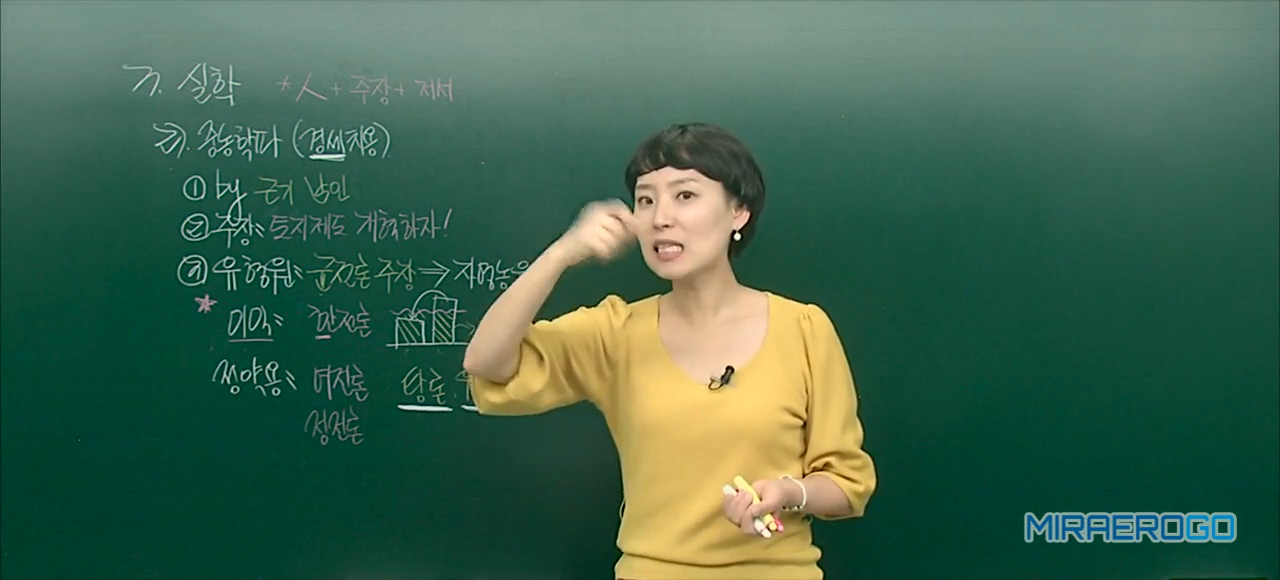 3. 실학 *人 + 주장 + 저서
2). 중농학파 (경세치용)
① by 근기 남인
② 주장: 토지제도 개혁하자!
③ 유형원: 균전론 주장 ⇒ 자영농
* 이익: 한전론
정약용: 여전론 탕론
정전론
MIRAEROGO